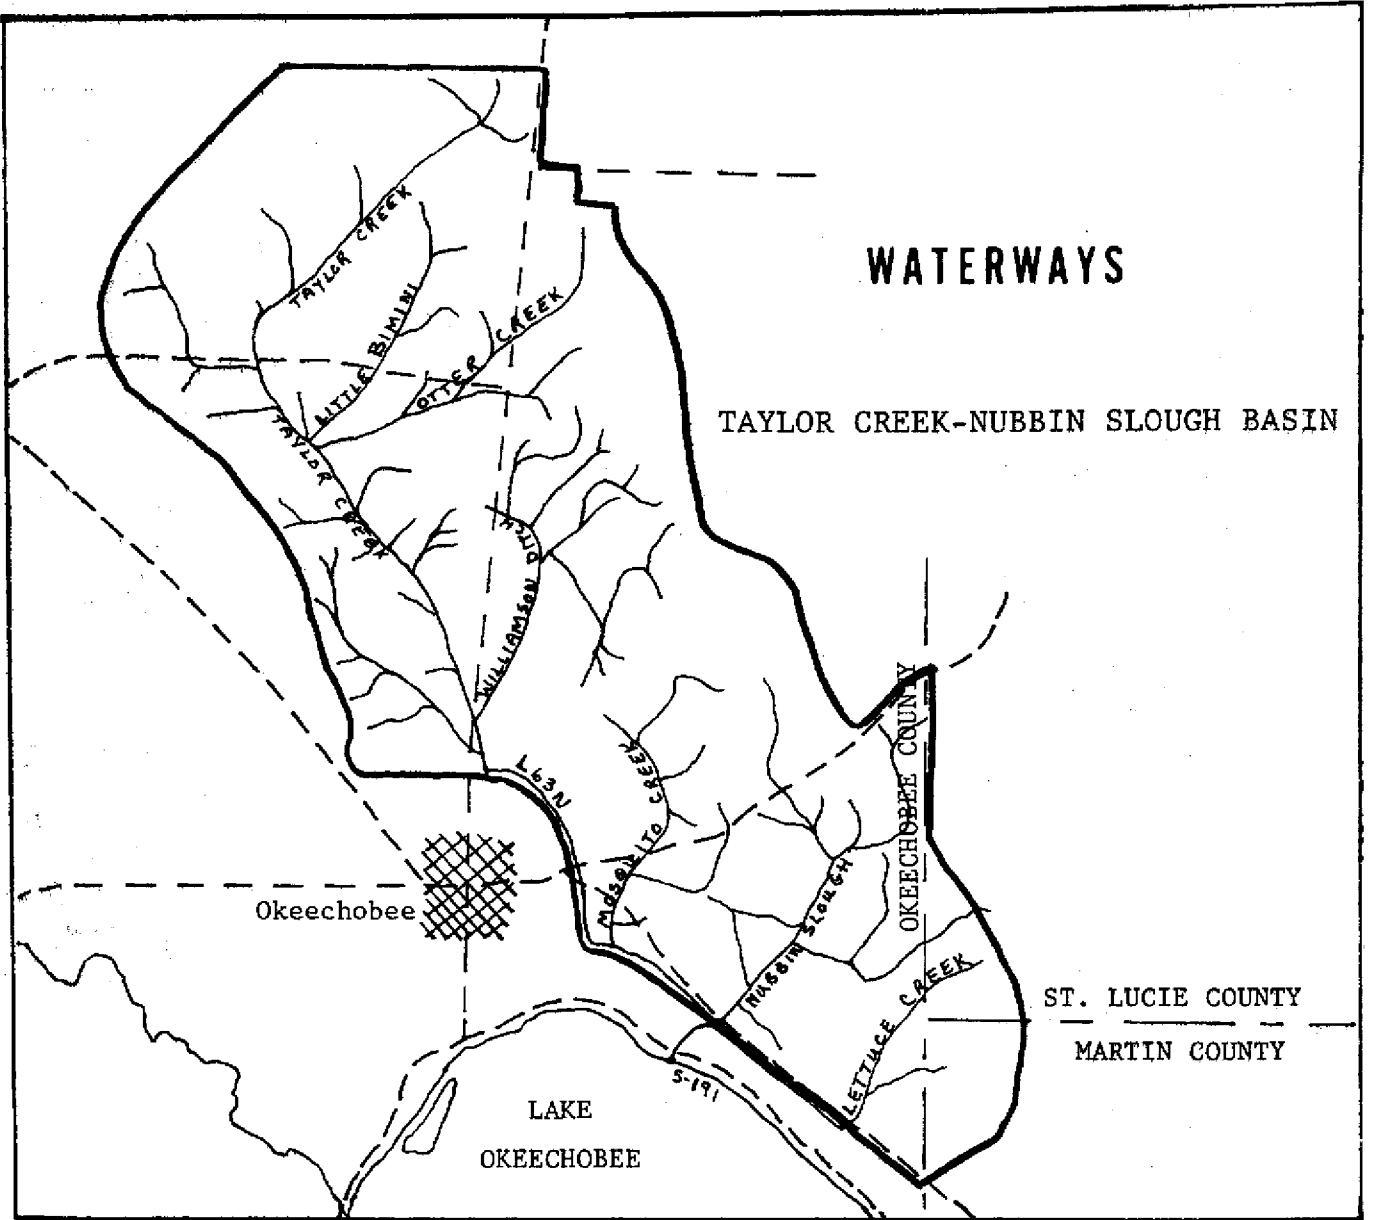 WATERWAYS
TAYLOR CREEK-NUBBIN SLOUGH BASIN
TAYLOR CREEK
LITTLE BIMINI
OTTER CREEK
TAYLOR CREEK
WILLIAMSON DITCH
L63N
MOSQUITO CREEK
NUBBIN SLOUGH
LETTUCE CREEK
OKEECHOBEE COUNTY
Okeechobee
ST. LUCIE COUNTY
MARTIN COUNTY
S-191
LAKE
OKEECHOBEE